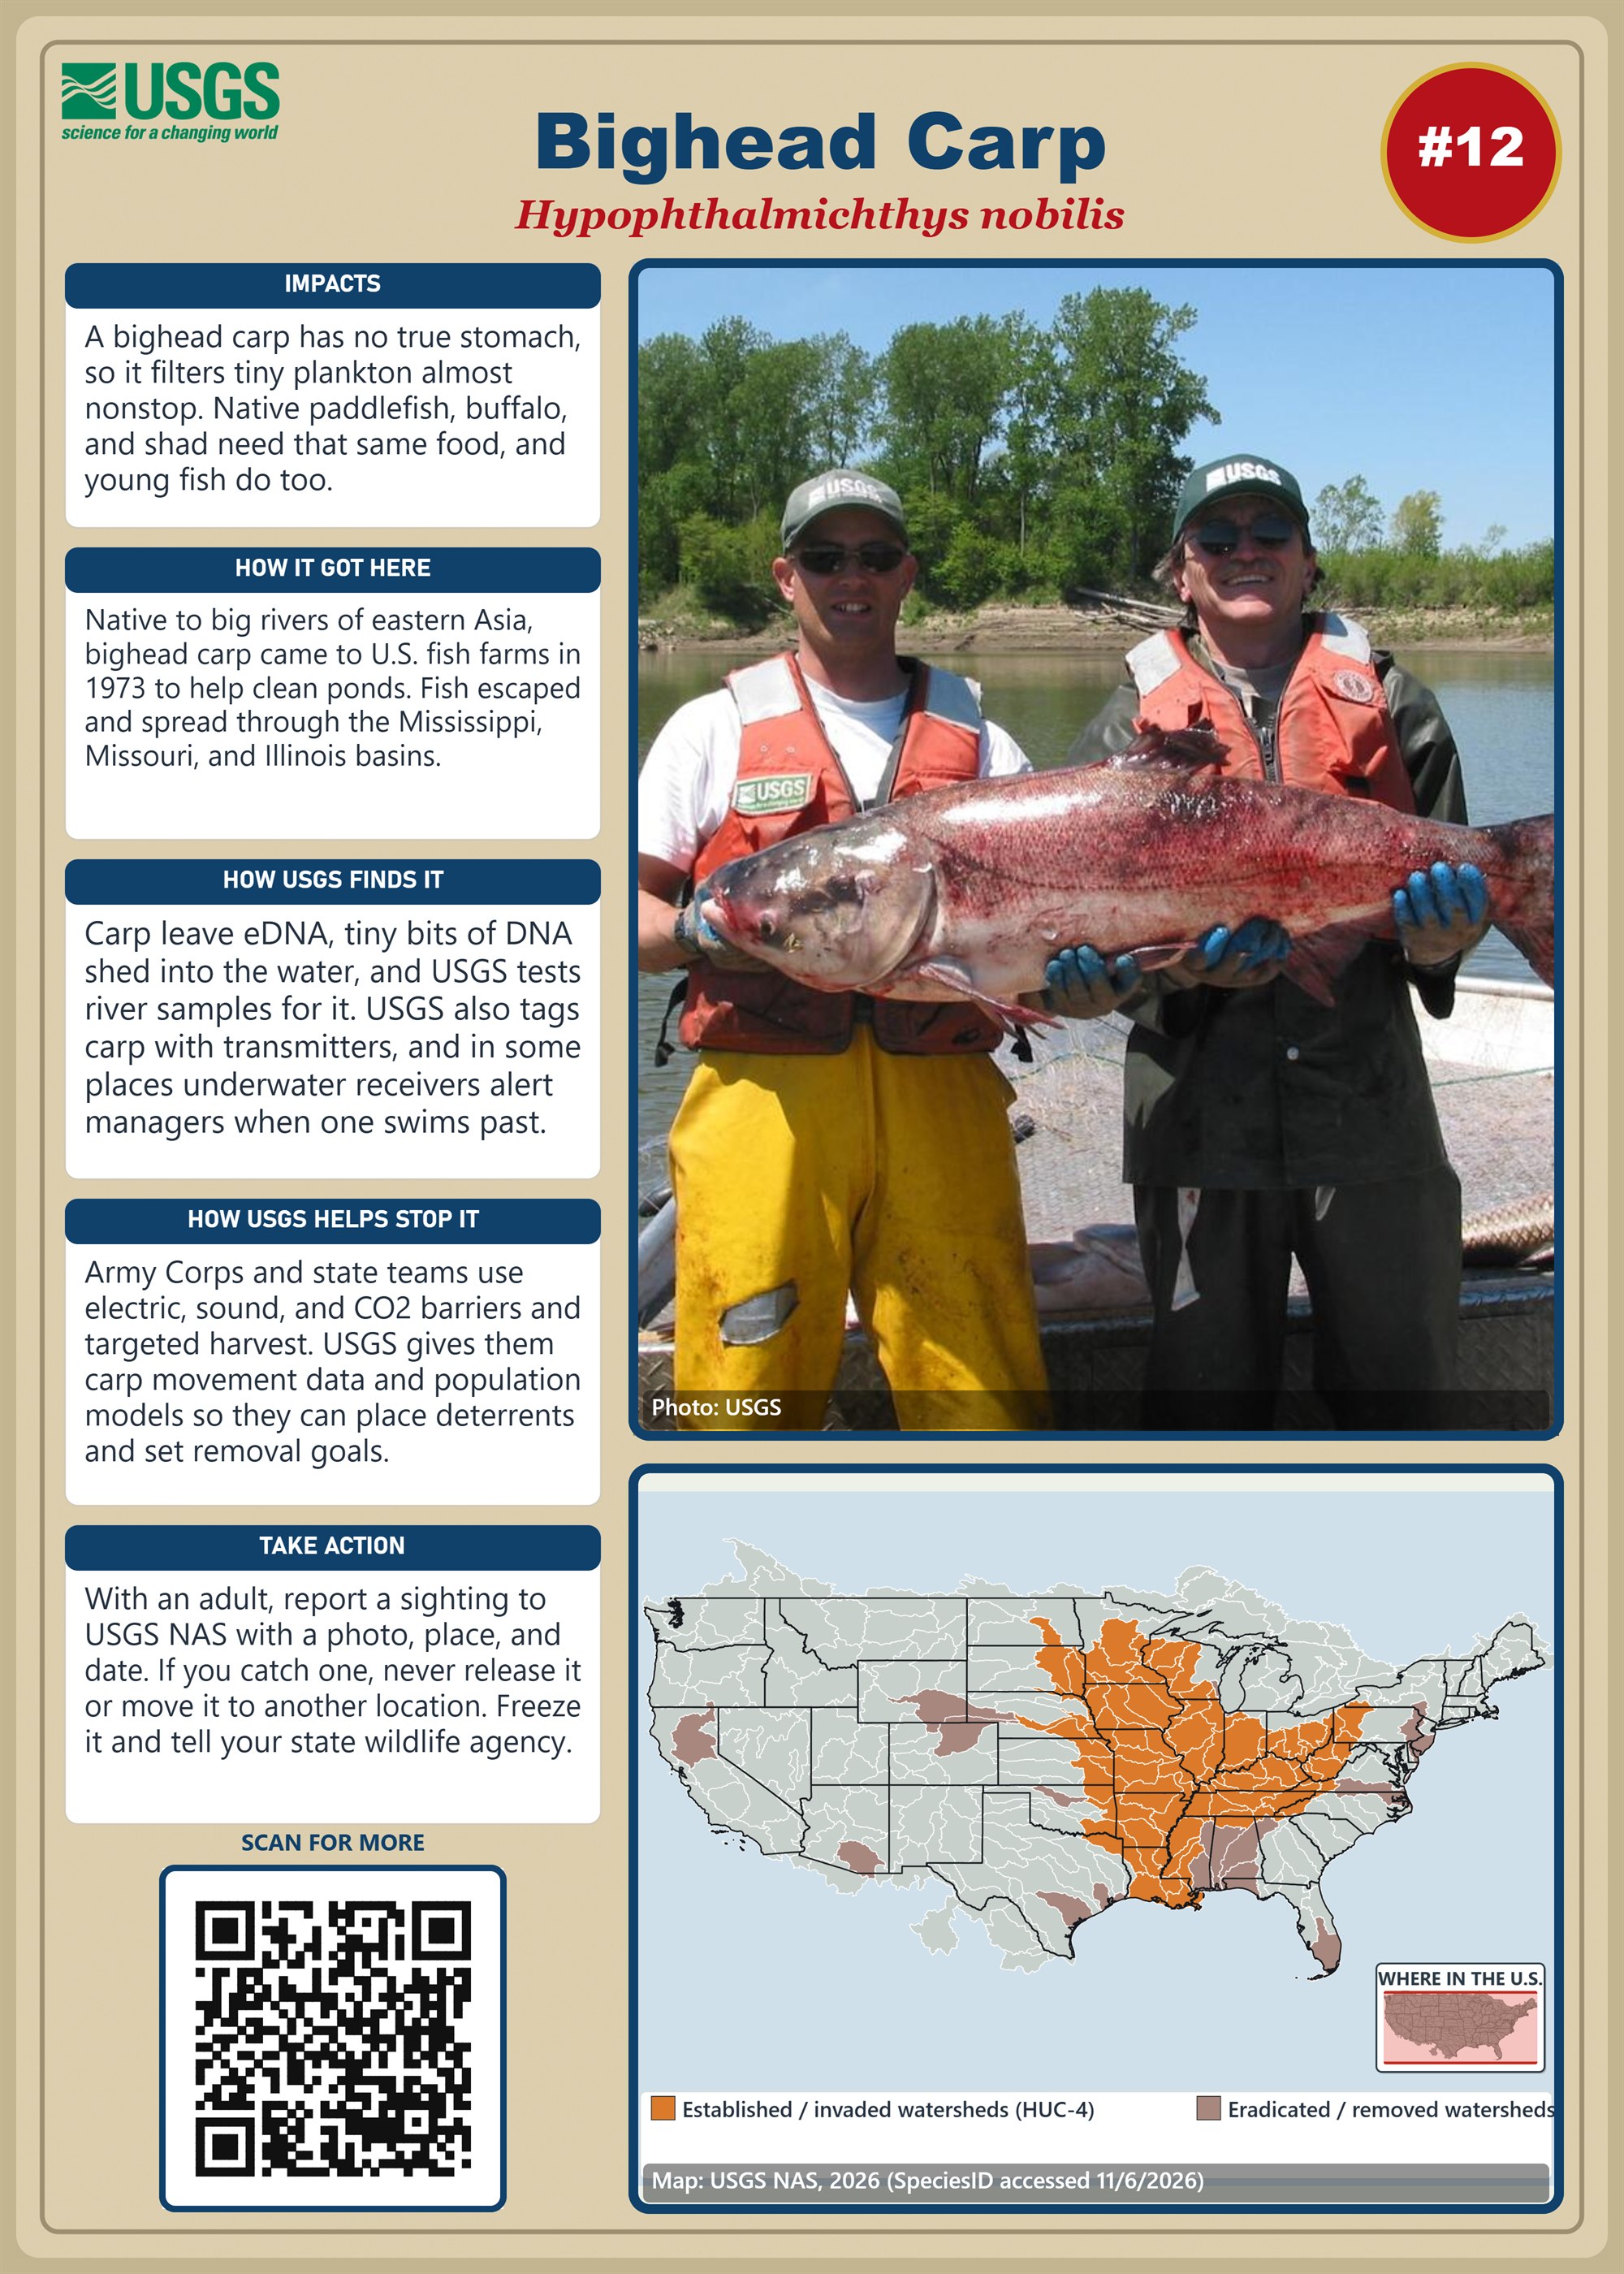 USGS
science for a changing world
Bighead Carp
Hypophthalmichthys nobilis
#12
IMPACTS
A bighead carp has no true stomach,
so it filters tiny plankton almost
nonstop. Native paddlefish, buffalo,
and shad need that same food, and
young fish do too.
HOW IT GOT HERE
Native to big rivers of eastern Asia,
bighead carp came to U.S. fish farms in
1973 to help clean ponds. Fish escaped
and spread through the Mississippi,
Missouri, and Illinois basins.
HOW USGS FINDS IT
Carp leave eDNA, tiny bits of DNA
shed into the water, and USGS tests
river samples for it. USGS also tags
carp with transmitters, and in some
places underwater receivers alert
managers when one swims past.
HOW USGS HELPS STOP IT
Army Corps and state teams use
electric, sound, and CO2 barriers and
targeted harvest. USGS gives them
carp movement data and population
models so they can place deterrents
and set removal goals.
TAKE ACTION
With an adult, report a sighting to
USGS NAS with a photo, place, and
date. If you catch one, never release it
or move it to another location. Freeze
it and tell your state wildlife agency.
SCAN FOR MORE
USGS
USGS
USGS
Photo: USGS
WHERE IN THE U.S.
Established / invaded watersheds (HUC-4)
Eradicated / removed watersheds
Map: USGS NAS, 2026 (SpeciesID accessed 11/6/2026)